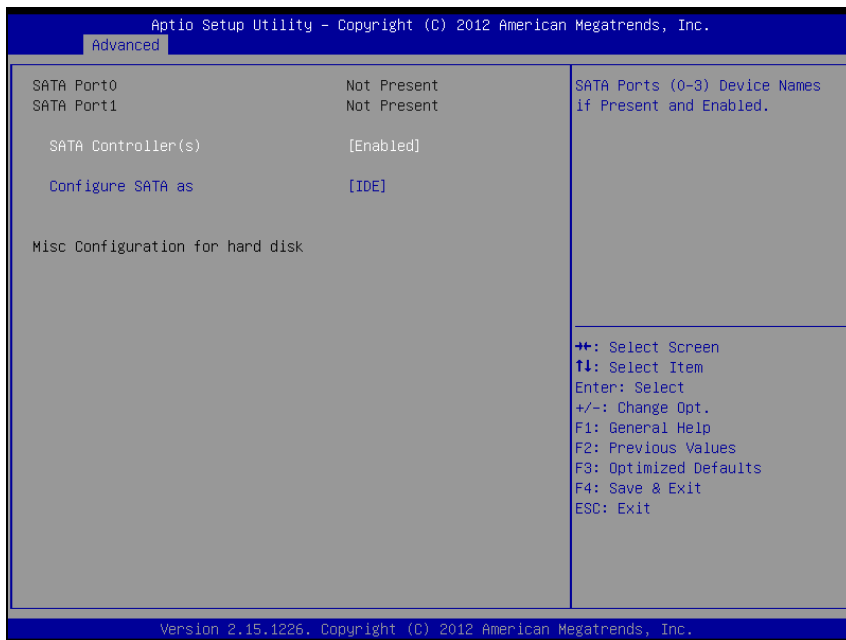 Aptio Setup Utility – Copyright (C) 2012 American Megatrends, Inc.
Advanced
SATA Port0 Not Present
SATA Port1 Not Present
SATA Controller(s) [Enabled]
Configure SATA as [IDE]
Misc Configuration for hard disk
SATA Ports (0-3) Device Names
if Present and Enabled.
→←: Select Screen
↑↓: Select Item
Enter: Select
+/-: Change Opt.
F1: General Help
F2: Previous Values
F3: Optimized Defaults
F4: Save & Exit
ESC: Exit
Version 2.15.1226. Copyright (C) 2012 American Megatrends, Inc.